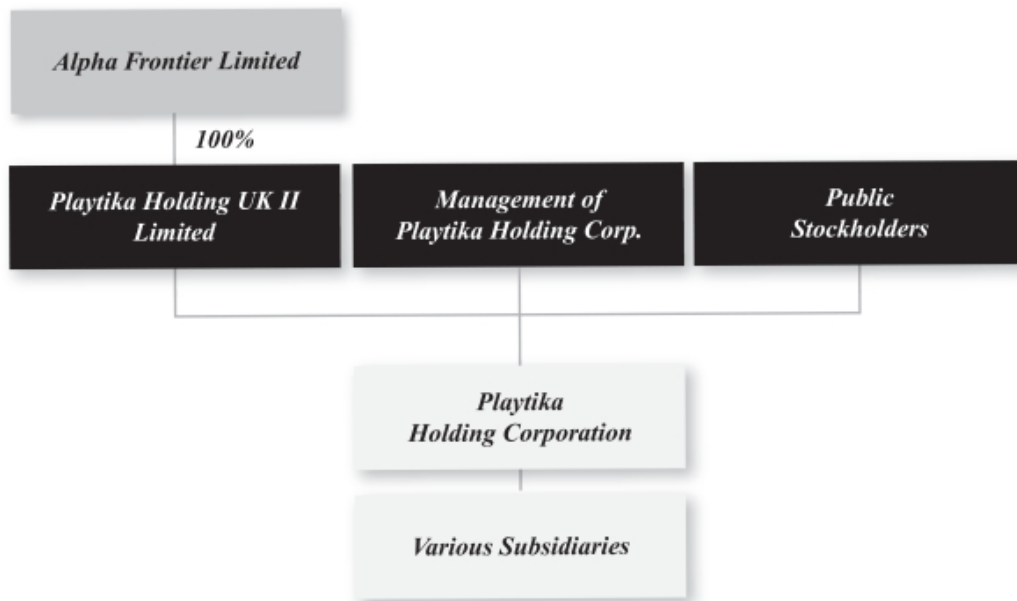 Alpha Frontier Limited
100%
Playtika Holding UK II
Limited
Management of
Playtika Holding Corp.
Public
Stockholders
Playtika
Holding Corporation
Various Subsidiaries